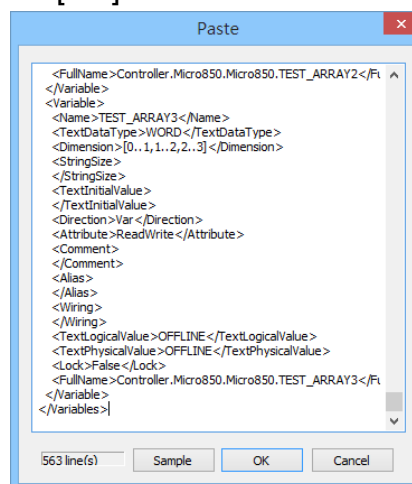 Paste
<FullName>Controller.Micro850.Micro850.TEST_ARRAY2</Fu
</Variable>
<Variable>
<Name>TEST_ARRAY3</Name>
<TextDataType>WORD</TextDataType>
<Dimension>[0..1,1..2,2..3]</Dimension>
<StringSize>
</StringSize>
<TextInitialValue>
</TextInitialValue>
<Direction>Var</Direction>
<Attribute>ReadWrite</Attribute>
<Comment>
</Comment>
<Alias>
</Alias>
<Wiring>
</Wiring>
<TextLogicalValue>OFFLINE</TextLogicalValue>
<TextPhysicalValue>OFFLINE</TextPhysicalValue>
<Lock>False</Lock>
<FullName>Controller.Micro850.Micro850.TEST_ARRAY3</Fu
</Variable>
</Variables>
563 line(s) Sample OK Cancel